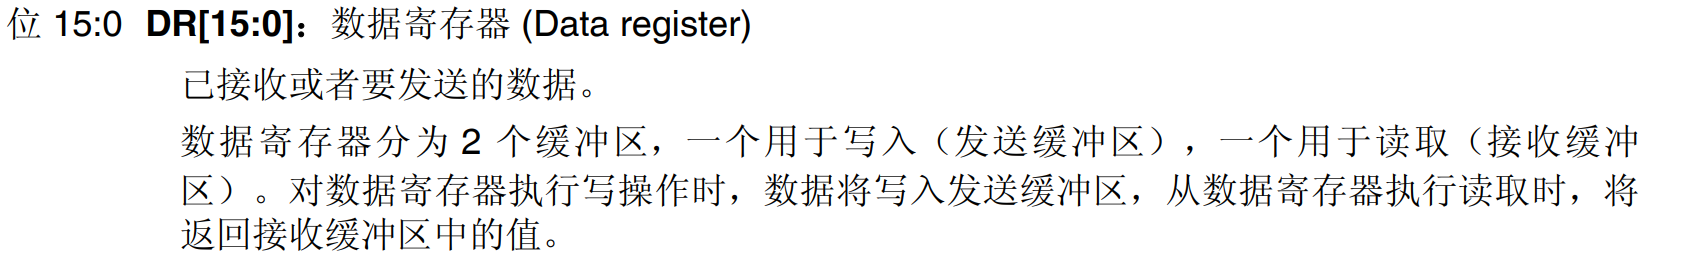 位 15:0 DR[15:0]：数据寄存器 (Data register)
已接收或者要发送的数据。
数据寄存器分为 2 个缓冲区，一个用于写入（发送缓冲区），一个用于读取（接收缓冲
区）。对数据寄存器执行写操作时，数据将写入发送缓冲区，从数据寄存器执行读取时，将
返回接收缓冲区中的值。